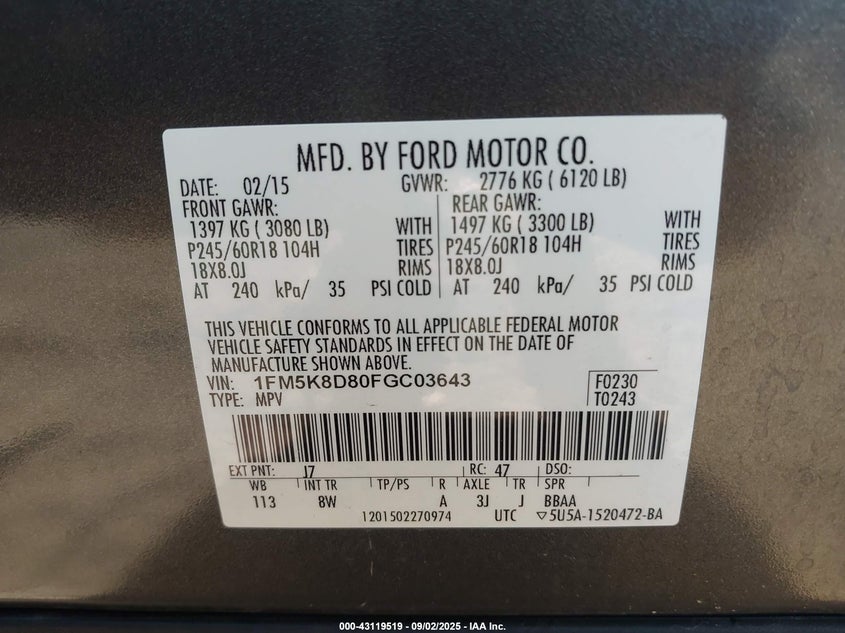 MFD. BY FORD MOTOR CO.
DATE: 02/15 GVWR: 2776 KG ( 6120 LB)
FRONT GAWR: REAR GAWR:
1397 KG ( 3080 LB) WITH 1497 KG ( 3300 LB) WITH
P245/60R18 104H TIRES P245/60R18 104H TIRES
18X8.0J RIMS 18X8.0J RIMS
AT 240 kPa/ 35 PSI COLD AT 240 kPa/ 35 PSI COLD
THIS VEHICLE CONFORMS TO ALL APPLICABLE FEDERAL MOTOR
VEHICLE SAFETY STANDARDS IN EFFECT ON THE DATE OF
MANUFACTURE SHOWN ABOVE.
VIN: 1FM5K8D80FGC03643 F0230
TYPE: MPV T0243
EXT PNT: J7 RC: 47 DSO:
WB INT TR TP/PS R AXLE TR SPR
113 8W A 3J J BBAA
1201502270974 UTC ▽5U5A-1520472-BA
000-43119519 - 09/02/2025 - IAA Inc.